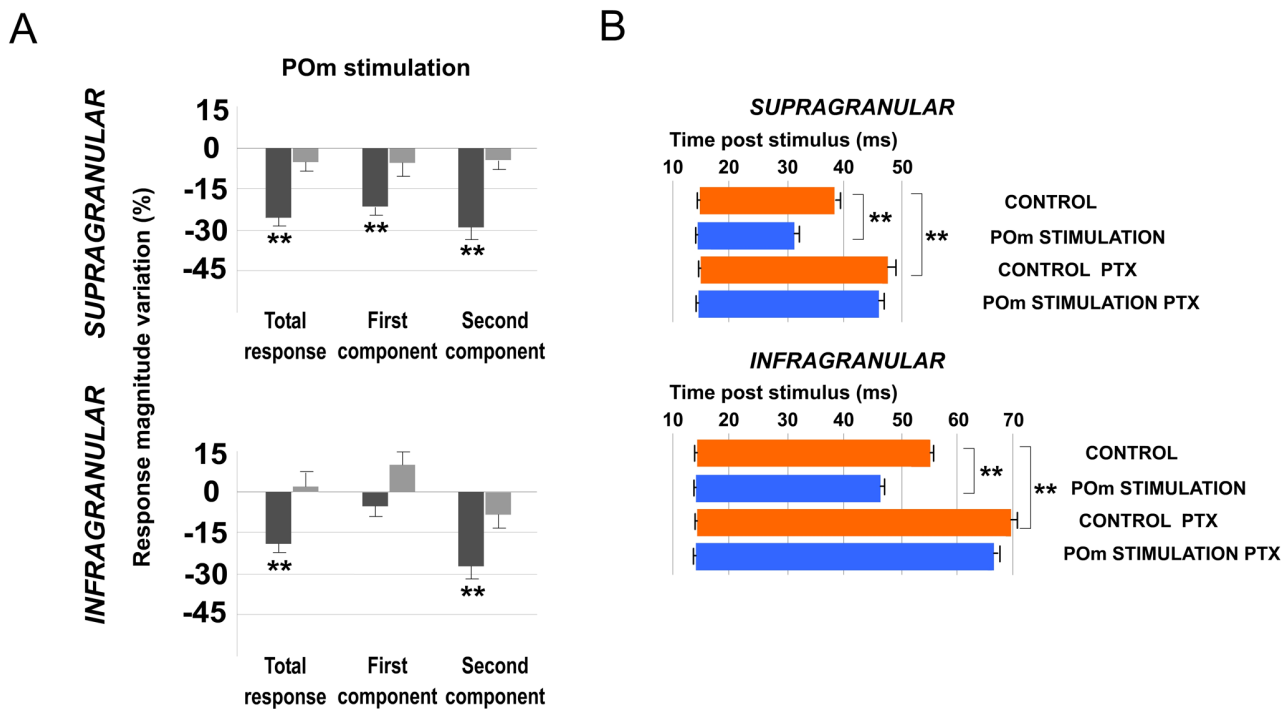 A
POm stimulation
SUPRAGRANULAR
INFRAGRANULAR
Response magnitude variation (%)
15
0
-15
-30
-45
**
**
**
Total
response
First
component
Second
component
15
0
-15
-30
-45
**
**
Total
response
First
component
Second
component
B
SUPRAGRANULAR
Time post stimulus (ms)
10 20 30 40 50
CONTROL
POm STIMULATION
CONTROL PTX
POm STIMULATION PTX
**
**
INFRAGRANULAR
Time post stimulus (ms)
10 20 30 40 50 60 70
CONTROL
POm STIMULATION
CONTROL PTX
POm STIMULATION PTX
**
**